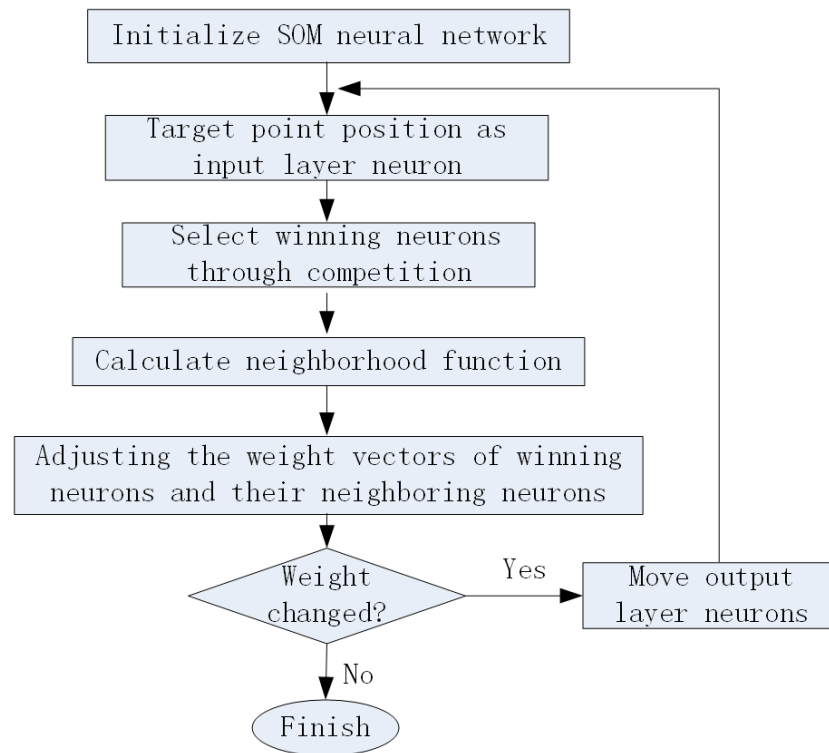 Initialize SOM neural network
Target point position as
input layer neuron
Select winning neurons
through competition
Calculate neighborhood function
Adjusting the weight vectors of winning
neurons and their neighboring neurons
Weight
changed?
Yes
Move output
layer neurons
No
Finish